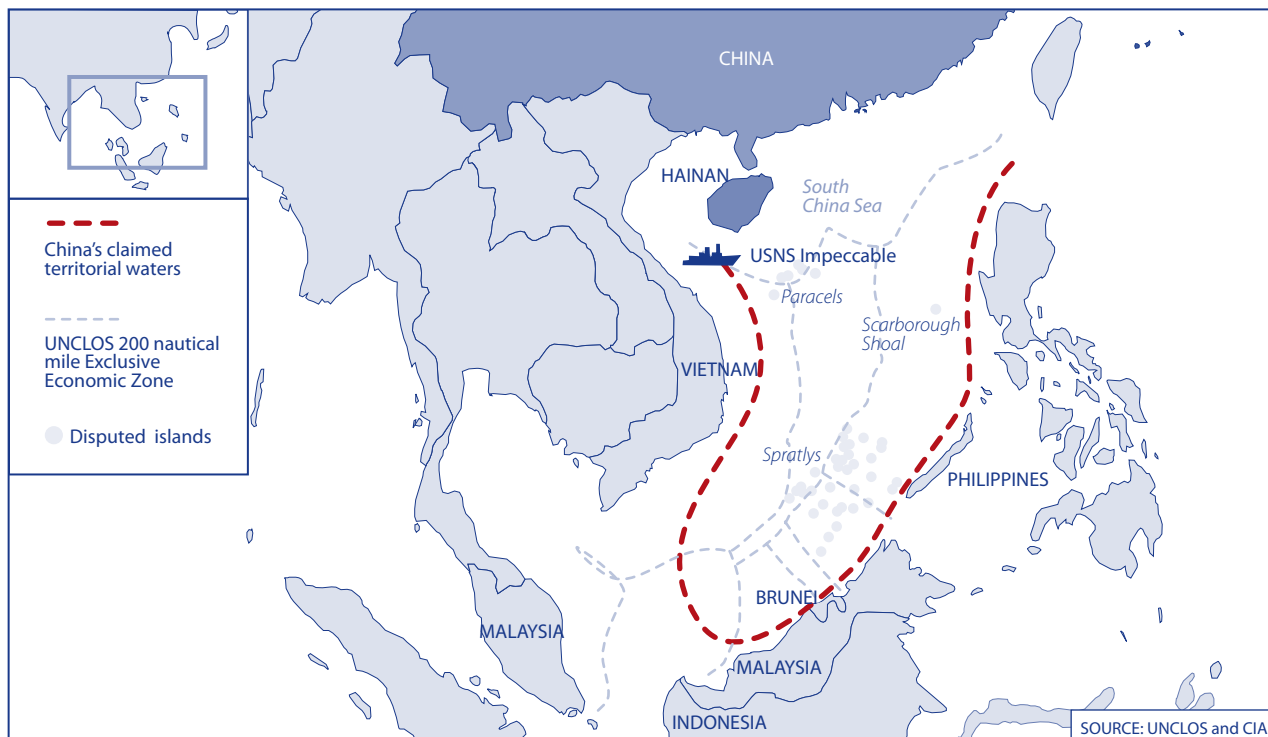 CHINA
HAINAN
South
China Sea
USNS Impeccable
Paracels
Scarborough
Shoal
VIETNAM
Spratlys
PHILIPPINES
BRUNEI
MALAYSIA
MALAYSIA
INDONESIA
China's claimed
territorial waters
UNCLOS 200 nautical
mile Exclusive
Economic Zone
Disputed islands
SOURCE: UNCLOS and CIA